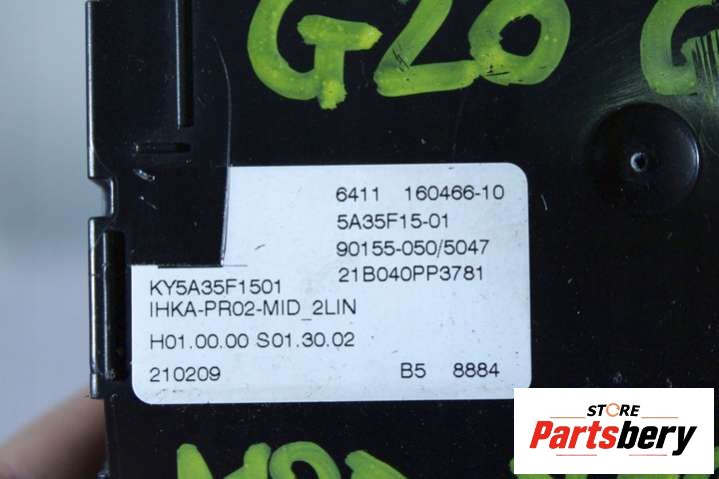 G20
6411 160466-10
5A35F15-01
90155-050/5047
21B040PP3781
KY5A35F1501
IHKA-PR02-MID_2LIN
H01.00.00 S01.30.02
210209 B5 8884
STORE
Partsbery